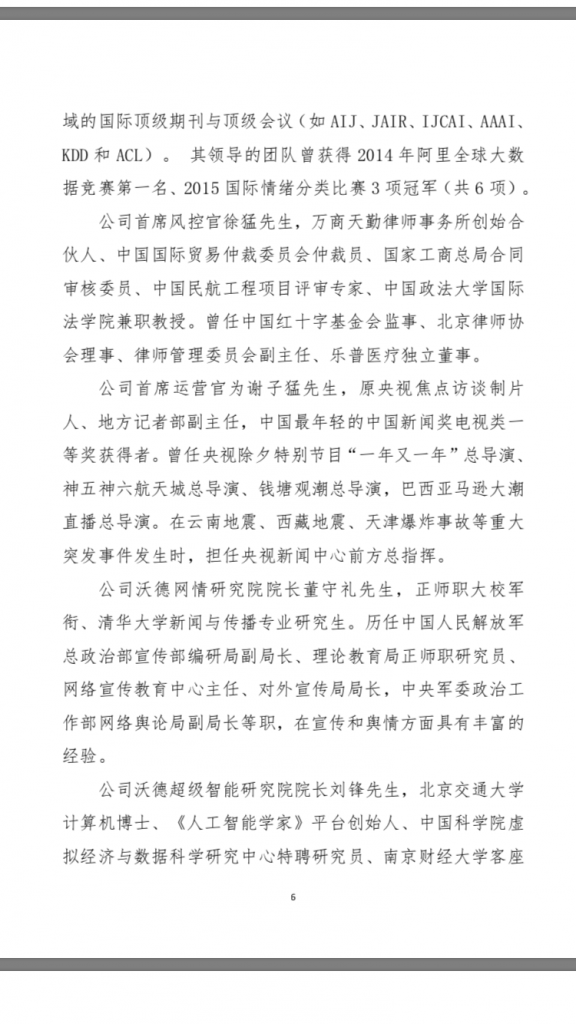 域的国际顶级期刊与顶级会议（如 AIJ、JAIR、IJCAI、AAAI、
KDD 和 ACL）。 其领导的团队曾获得 2014 年阿里全球大数
据竞赛第一名、2015 国际情绪分类比赛 3 项冠军（共 6 项）。
公司首席风控官徐猛先生，万商天勤律师事务所创始合
伙人、中国国际贸易仲裁委员会仲裁员、国家工商总局合同
审核委员、中国民航工程项目评审专家、中国政法大学国际
法学院兼职教授。曾任中国红十字基金会监事、北京律师协
会理事、律师管理委员会副主任、乐普医疗独立董事。
公司首席运营官为谢子猛先生，原央视焦点访谈制片
人、地方记者部副主任，中国最年轻的中国新闻奖电视类一
等奖获得者。曾任央视除夕特别节目“一年又一年”总导演、
神五神六航天城总导演、钱塘观潮总导演，巴西亚马逊大潮
直播总导演。在云南地震、西藏地震、天津爆炸事故等重大
突发事件发生时，担任央视新闻中心前方总指挥。
公司沃德网情研究院院长董守礼先生，正师职大校军
衔、清华大学新闻与传播专业研究生。历任中国人民解放军
总政治部宣传部编研局副局长、理论教育局正师职研究员、
网络宣传教育中心主任、对外宣传局局长，中央军委政治工
作部网络舆论局副局长等职，在宣传和舆情方面具有丰富的
经验。
公司沃德超级智能研究院院长刘锋先生，北京交通大学
计算机博士、《人工智能学家》平台创始人、中国科学院虚
拟经济与数据科学研究中心特聘研究员、南京财经大学客座
6